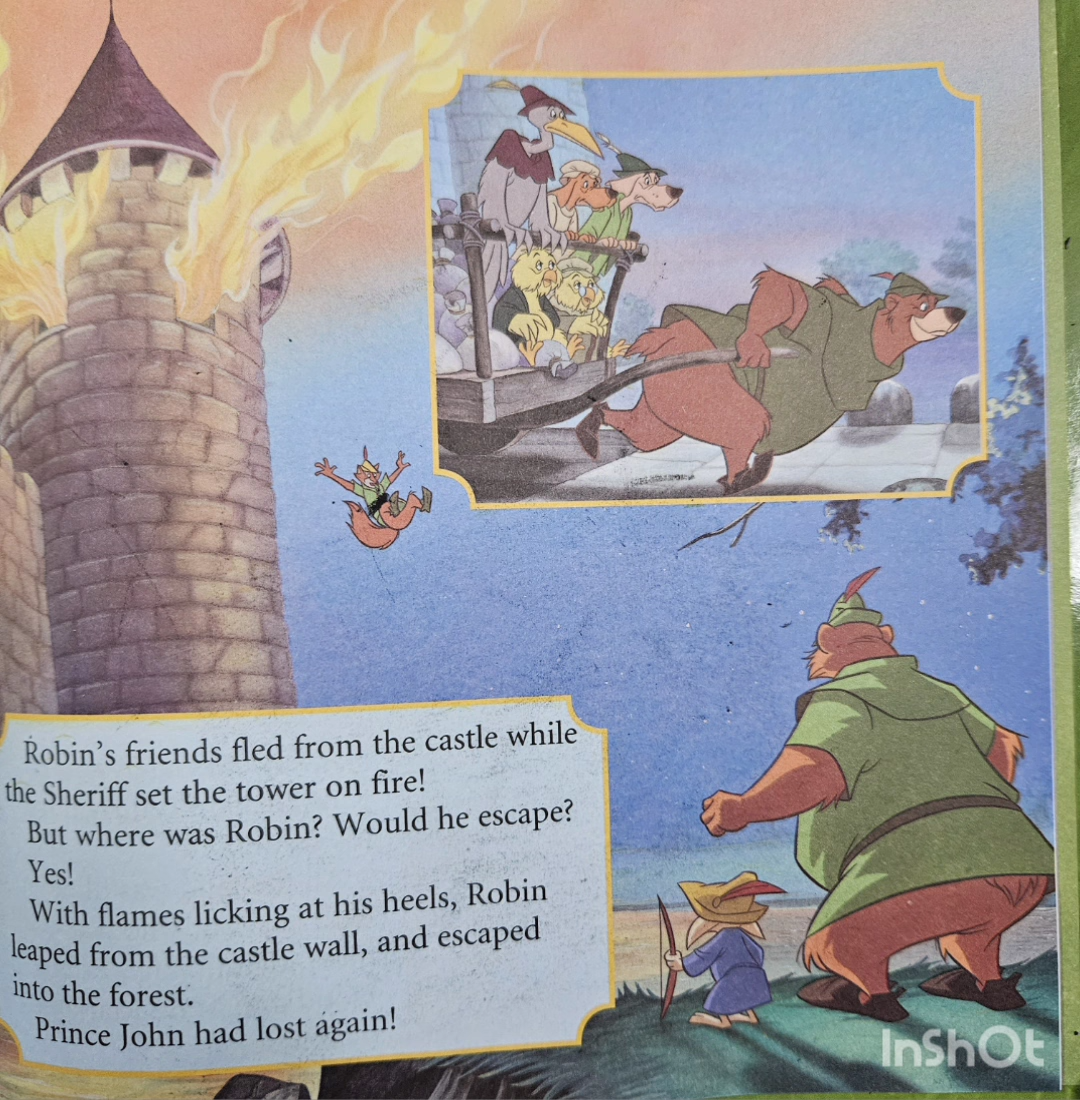 Robin's friends fled from the castle while
the Sheriff set the tower on fire!
But where was Robin? Would he escape?
Yes!
With flames licking at his heels, Robin
leaped from the castle wall, and escaped
into the forest.
Prince John had lost again!
InShOt